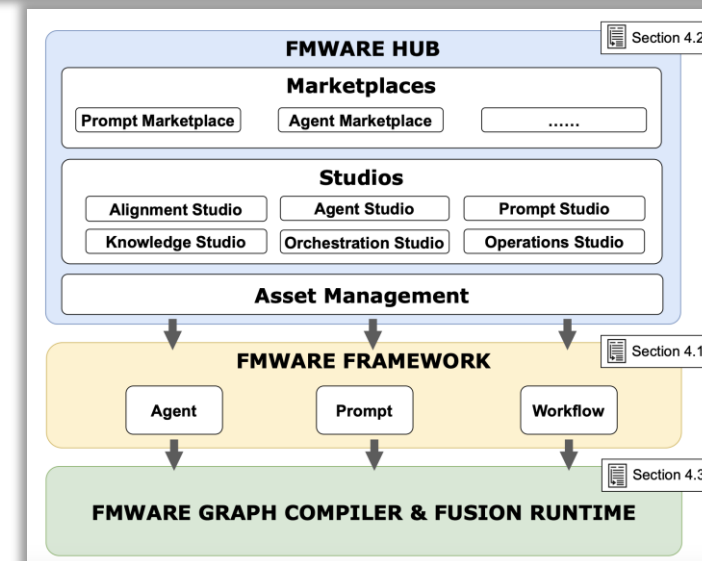 FMWARE HUB
Section 4.2
Marketplaces
Prompt Marketplace
Agent Marketplace
......
Studios
Alignment Studio
Agent Studio
Prompt Studio
Knowledge Studio
Orchestration Studio
Operations Studio
Asset Management
Section 4.1
FMWARE FRAMEWORK
Agent
Prompt
Workflow
Section 4.3
FMWARE GRAPH COMPILER & FUSION RUNTIME